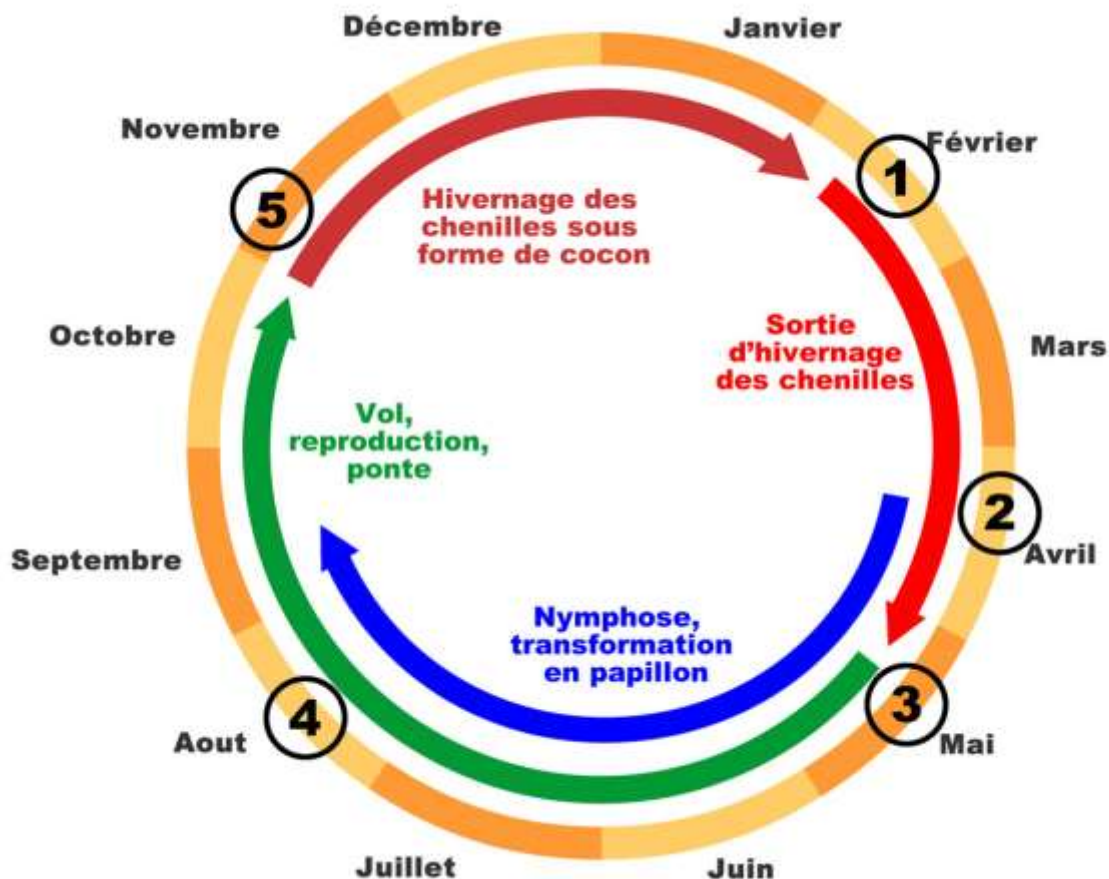 Décembre
Janvier
Novembre
Février
5
1
Hivernage des
chenilles sous
forme de cocon
Octobre
Mars
Sortie
d'hivernage
des chenilles
Vol,
reproduction,
ponte
2
Septembre
Avril
Nymphose,
transformation
en papillon
4
3
Aout
Mai
Juillet
Juin